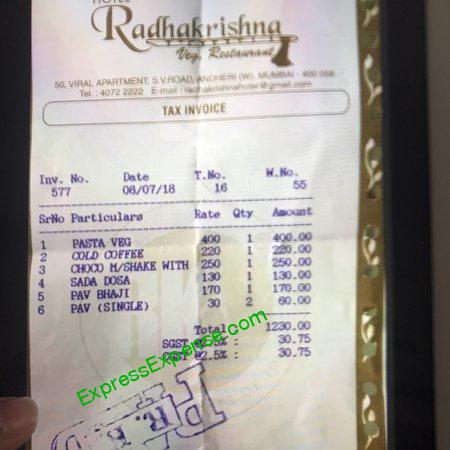 HOTEL
Radhakrishna
Veg. Restaurant
50, VIRAL APARTMENT, S.V.ROAD, ANDHERI (W), MUMBAI - 400 058.
Tel. : 4072 2222 E-mail : radhakrishnahotel@gmail.com
TAX INVOICE
Inv. No. Date T.No. W.No.
577 08/07/18 16 55
SrNo Particulars Rate Qty Amount
1 PASTA VEG 400 1 400.00
2 COLD COFFEE 220 1 220.00
3 CHOCO M/SHAKE WITH 250 1 250.00
4 SADA DOSA 130 1 130.00
5 PAV BHAJI 170 1 170.00
6 PAV (SINGLE) 30 2 60.00
Total 1230.00
SGST @2.5% : 30.75
CGST @2.5% : 30.75
ExpressExpense.com